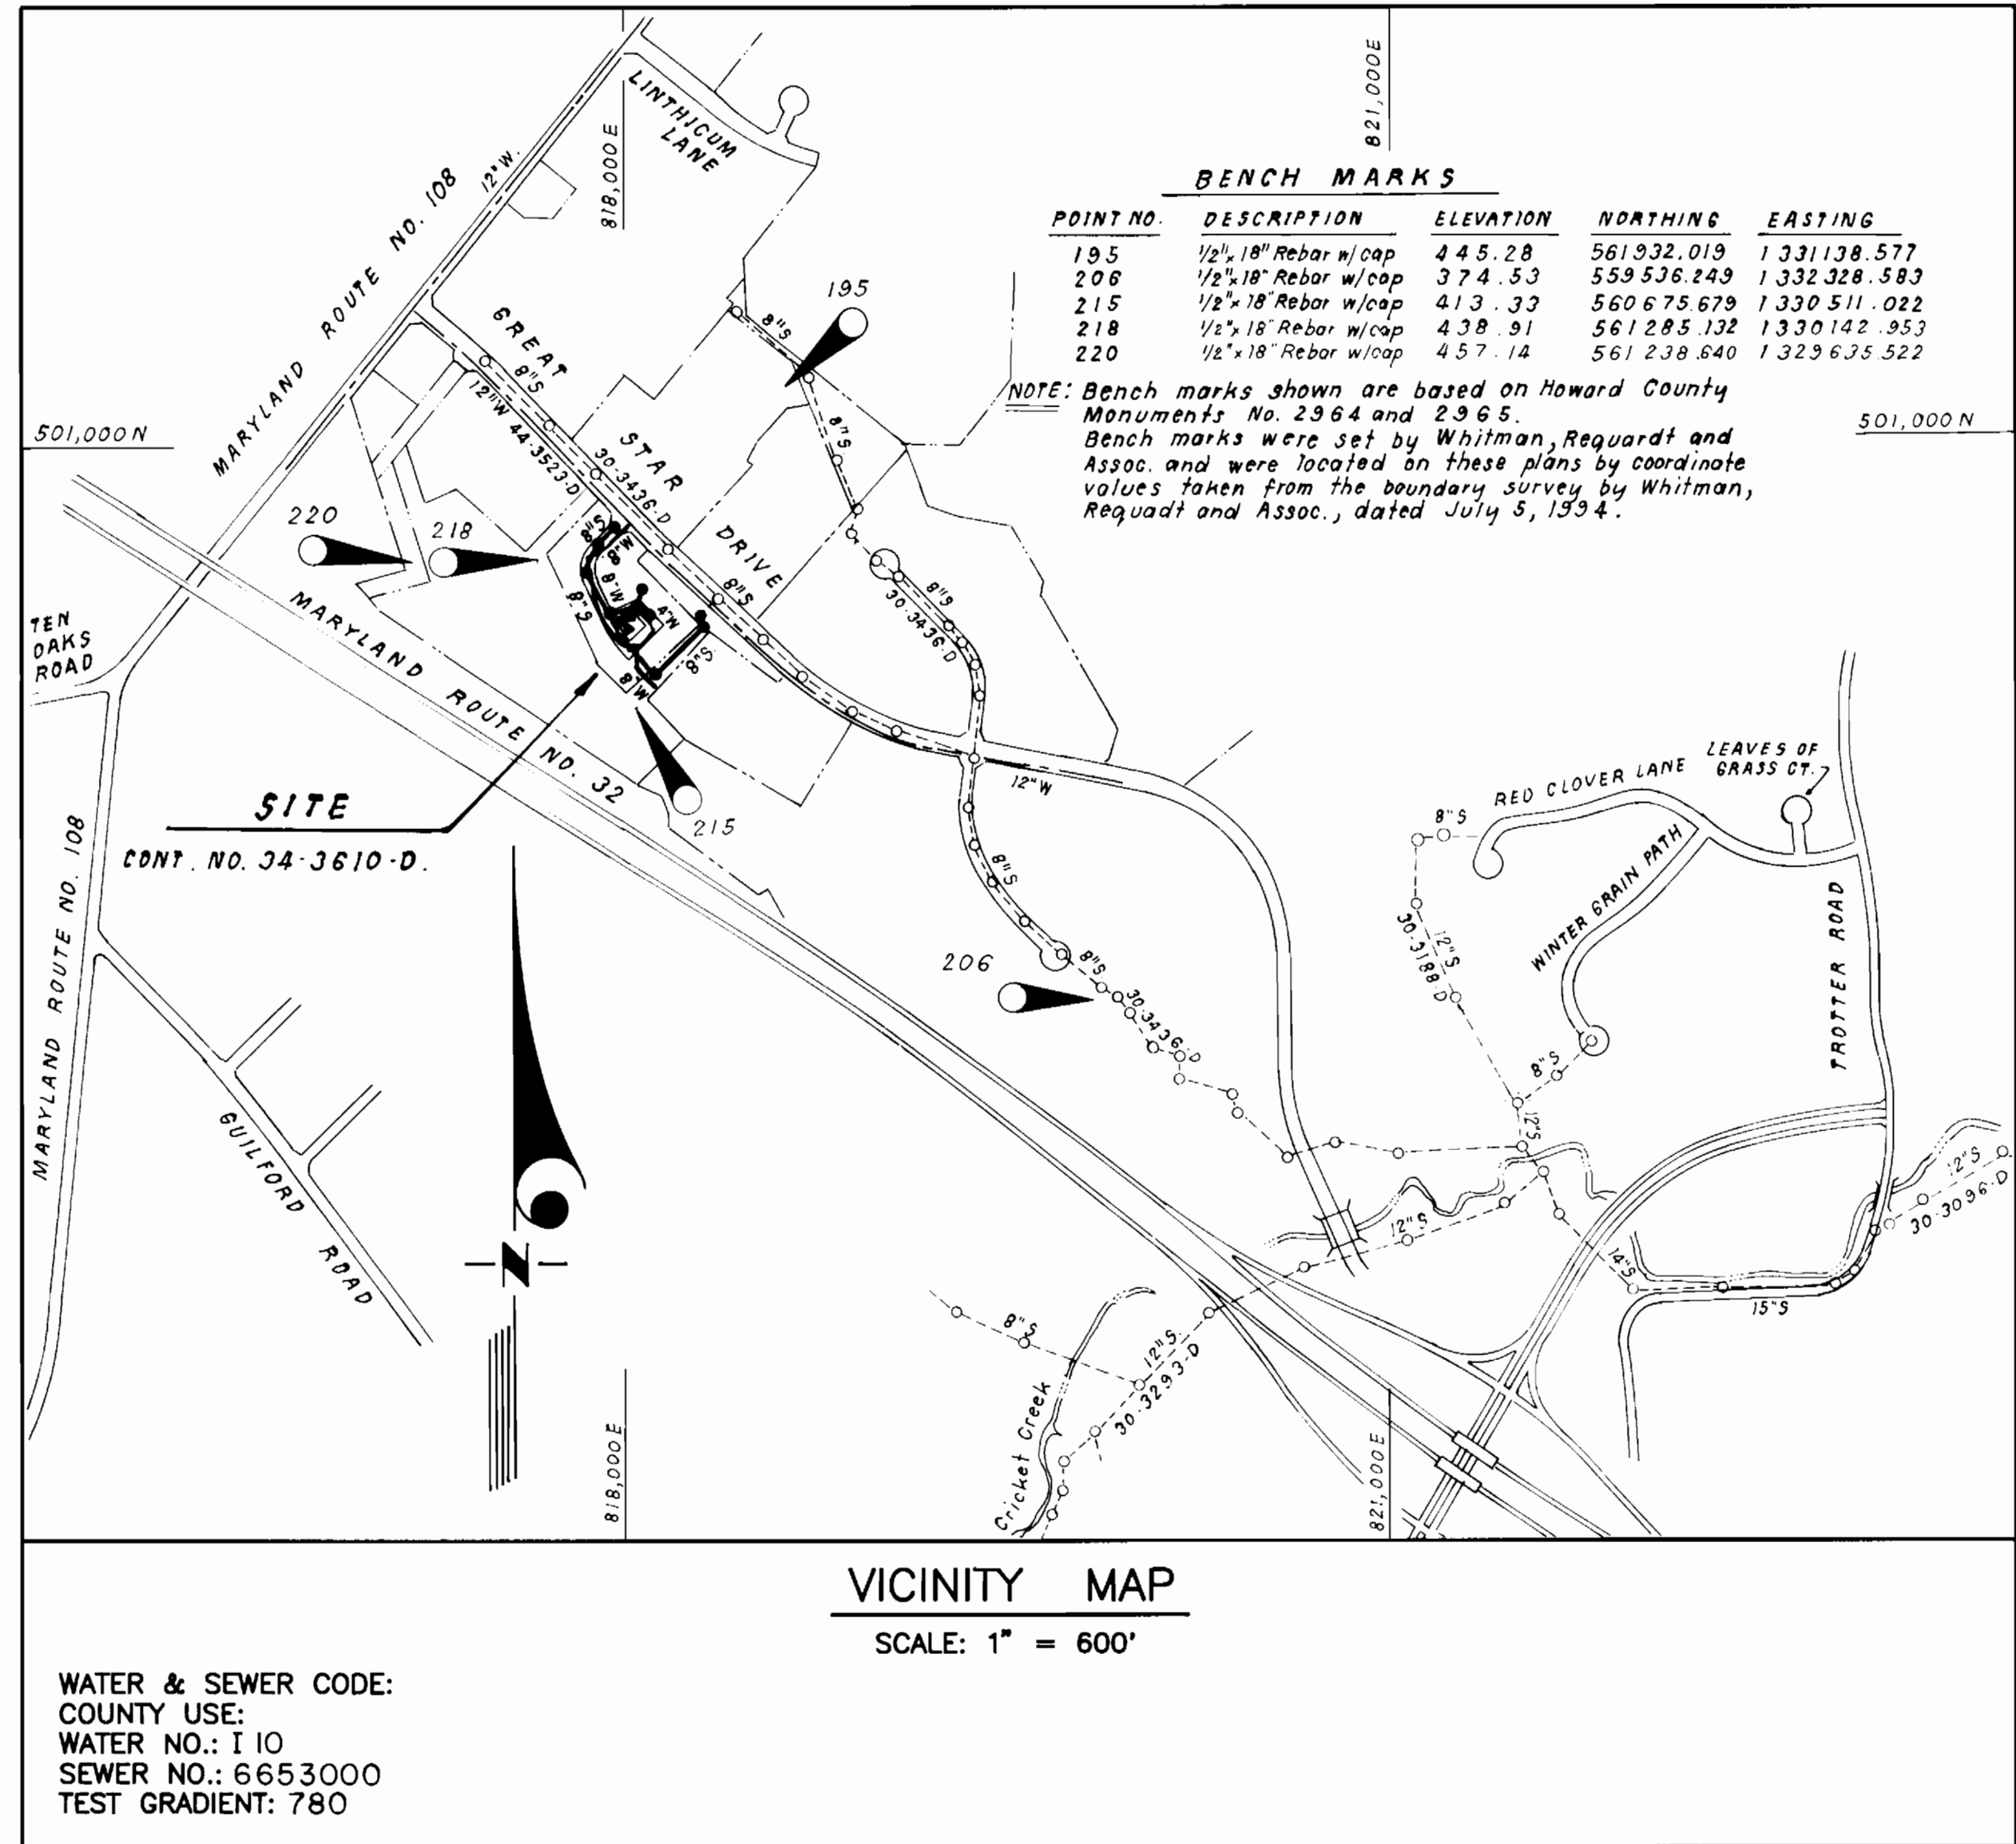 LINTHICUM
LANE
818,000 E
821,000E
12" W.
MARYLAND ROUTE NO. 108
BENCH MARKS
POINT NO. DESCRIPTION ELEVATION NORTHING EASTING
195 1/2"x 18" Rebar w/cap 445.28 561932.019 1331138.577
206 1/2"x 18" Rebar w/cap 374.53 559536.249 1332328.583
215 1/2"x 18" Rebar w/cap 413.33 560675.679 1330511.022
218 1/2"x 18" Rebar w/cap 438.91 561285.132 1330142.953
220 1/2"x 18" Rebar w/cap 457.14 561238.640 1329635.522
NOTE: Bench marks shown are based on Howard County
Monuments No. 2964 and 2965.
Bench marks were set by Whitman, Requardt and
Assoc. and were located on these plans by coordinate
values taken from the boundary survey by Whitman,
Requadt and Assoc., dated July 5, 1994.
501,000 N
501,000 N
195
8"S
8"S
GREAT
STAR
DRIVE
8"S
12"W
44-3523-D
30-3436-D
220
218
8"S
8"W
8"W
8"S
4"W
8"S
8"W
8"S
8"S
30-3436-D
TEN
OAKS
ROAD
MARYLAND ROUTE NO. 32
SITE
CONT. NO. 34-3610-D.
215
12"W
8"S
LEAVES OF
GRASS CT.
RED CLOVER LANE
8"S
WINTER GRAIN PATH
12"S
30-3188-D
TROTTER ROAD
MARYLAND ROUTE NO. 108
206
8"S
30-3436-D
8"S
12"S
GUILFORD
ROAD
N
12"S
12"S
30-3096-D
14"S
15"S
8"S
12"S
30-3293-D
Cricket Creek
818,000 E
821,000 E
VICINITY MAP
SCALE: 1" = 600'
WATER & SEWER CODE:
COUNTY USE:
WATER NO.: I 10
SEWER NO.: 6653000
TEST GRADIENT: 780